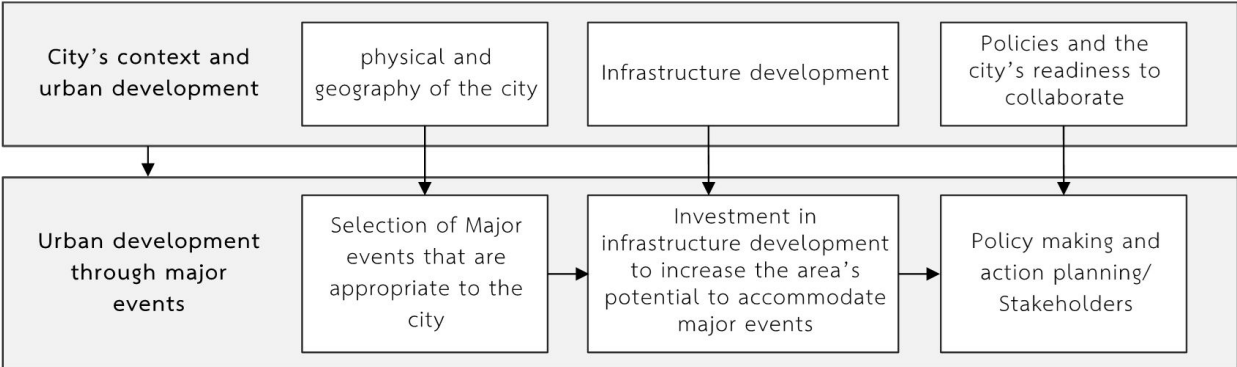 City's context and
urban development
physical and
geography of the city
Infrastructure development
Policies and the
city's readiness to
collaborate
Urban development
through major
events
Selection of Major
events that are
appropriate to the
city
Investment in
infrastructure development
to increase the area's
potential to accommodate
major events
Policy making and
action planning/
Stakeholders